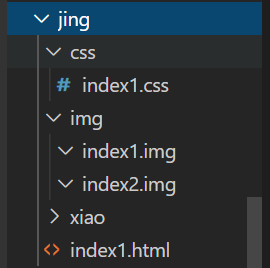 jing
css
# index1.css
img
index1.img
index2.img
xiao
<> index1.html